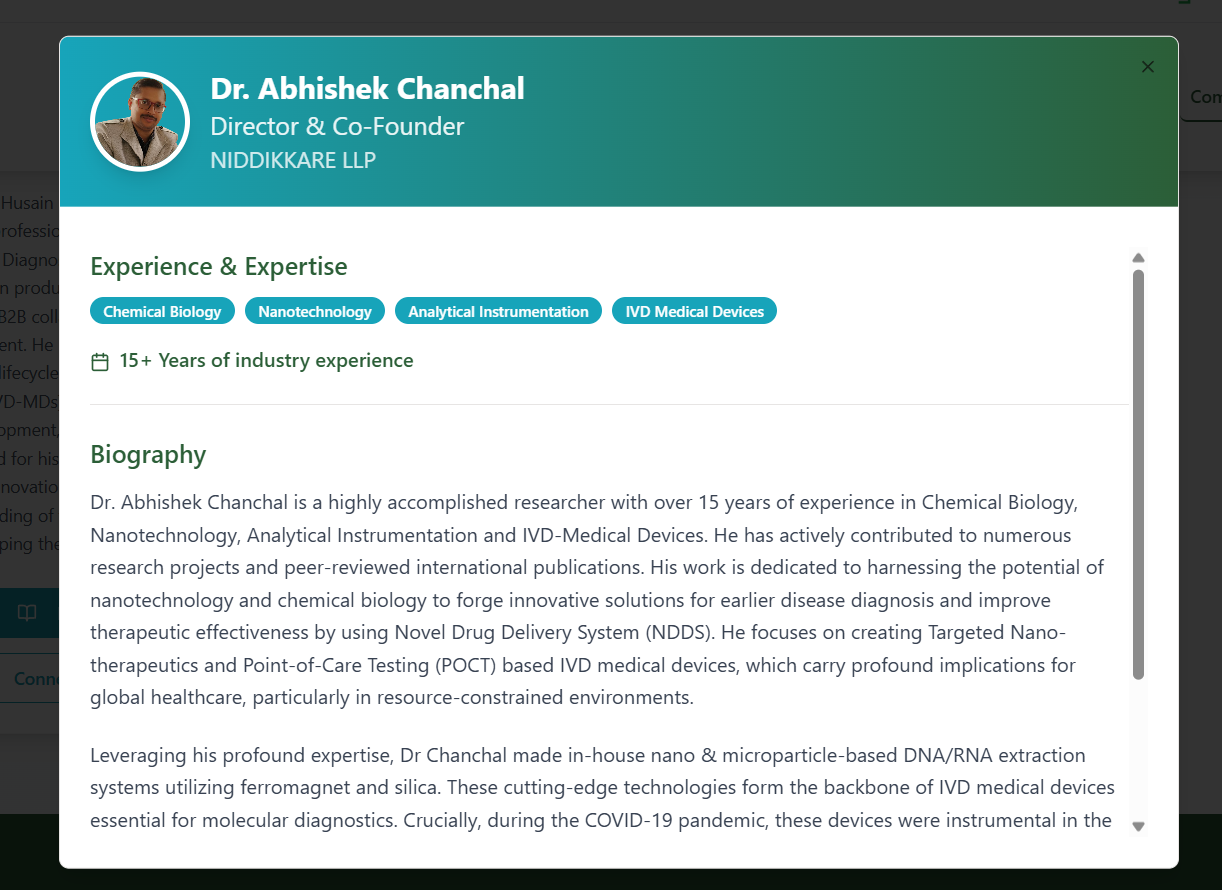 Dr. Abhishek Chanchal
Director & Co-Founder
NIDDIKKARE LLP
Experience & Expertise
Chemical Biology
Nanotechnology
Analytical Instrumentation
IVD Medical Devices
15+ Years of industry experience
Biography
Dr. Abhishek Chanchal is a highly accomplished researcher with over 15 years of experience in Chemical Biology,
Nanotechnology, Analytical Instrumentation and IVD-Medical Devices. He has actively contributed to numerous
research projects and peer-reviewed international publications. His work is dedicated to harnessing the potential of
nanotechnology and chemical biology to forge innovative solutions for earlier disease diagnosis and improve
therapeutic effectiveness by using Novel Drug Delivery System (NDDS). He focuses on creating Targeted Nano-
therapeutics and Point-of-Care Testing (POCT) based IVD medical devices, which carry profound implications for
global healthcare, particularly in resource-constrained environments.
Leveraging his profound expertise, Dr Chanchal made in-house nano & microparticle-based DNA/RNA extraction
systems utilizing ferromagnet and silica. These cutting-edge technologies form the backbone of IVD medical devices
essential for molecular diagnostics. Crucially, during the COVID-19 pandemic, these devices were instrumental in the
Husain
B2B
ent. He
d for his
ding of